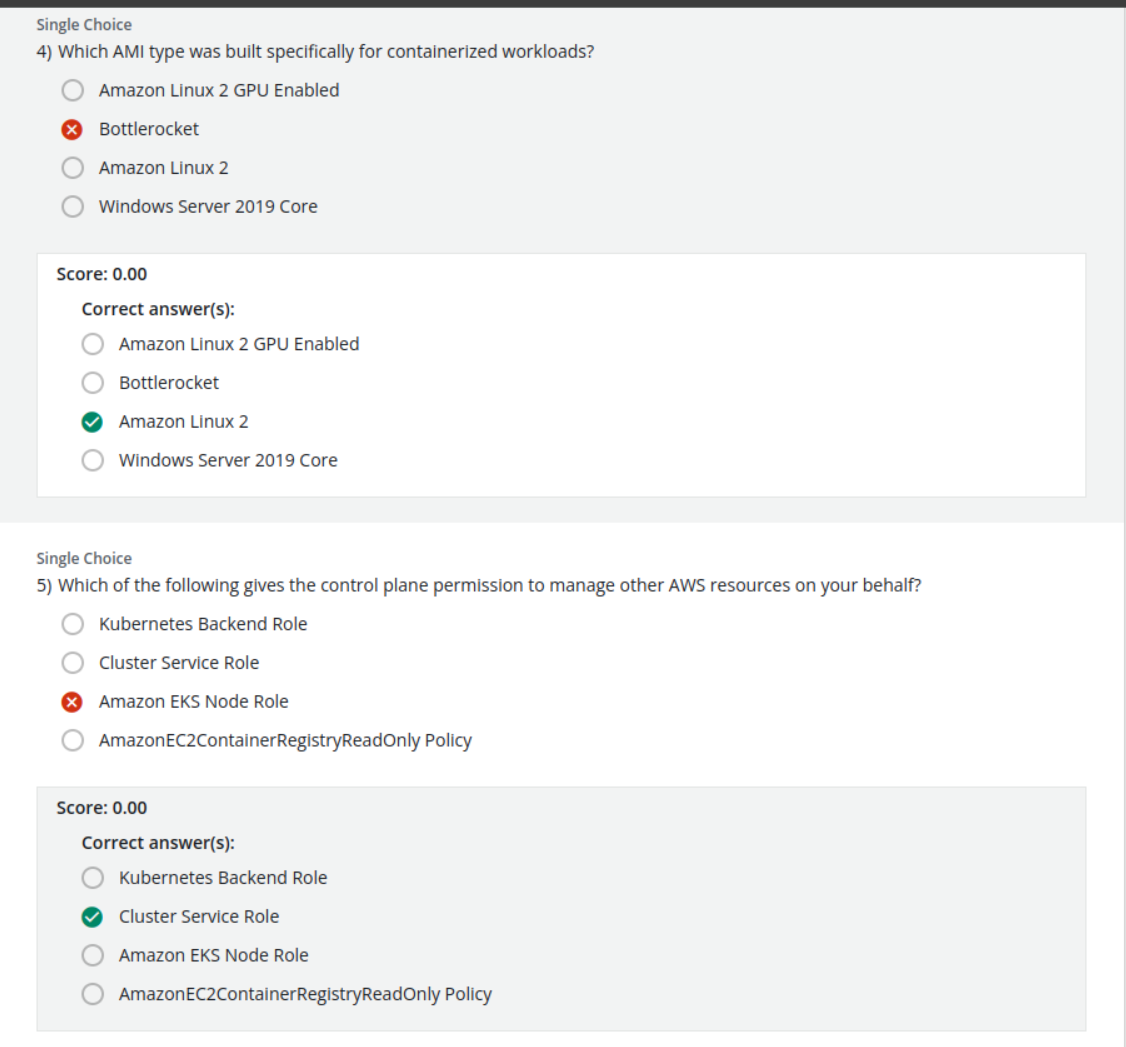 Single Choice
4) Which AMI type was built specifically for containerized workloads?
Amazon Linux 2 GPU Enabled
Bottlerocket
Amazon Linux 2
Windows Server 2019 Core
Score: 0.00
Correct answer(s):
Amazon Linux 2 GPU Enabled
Bottlerocket
Amazon Linux 2
Windows Server 2019 Core
Single Choice
5) Which of the following gives the control plane permission to manage other AWS resources on your behalf?
Kubernetes Backend Role
Cluster Service Role
Amazon EKS Node Role
AmazonEC2ContainerRegistryReadOnly Policy
Score: 0.00
Correct answer(s):
Kubernetes Backend Role
Cluster Service Role
Amazon EKS Node Role
AmazonEC2ContainerRegistryReadOnly Policy